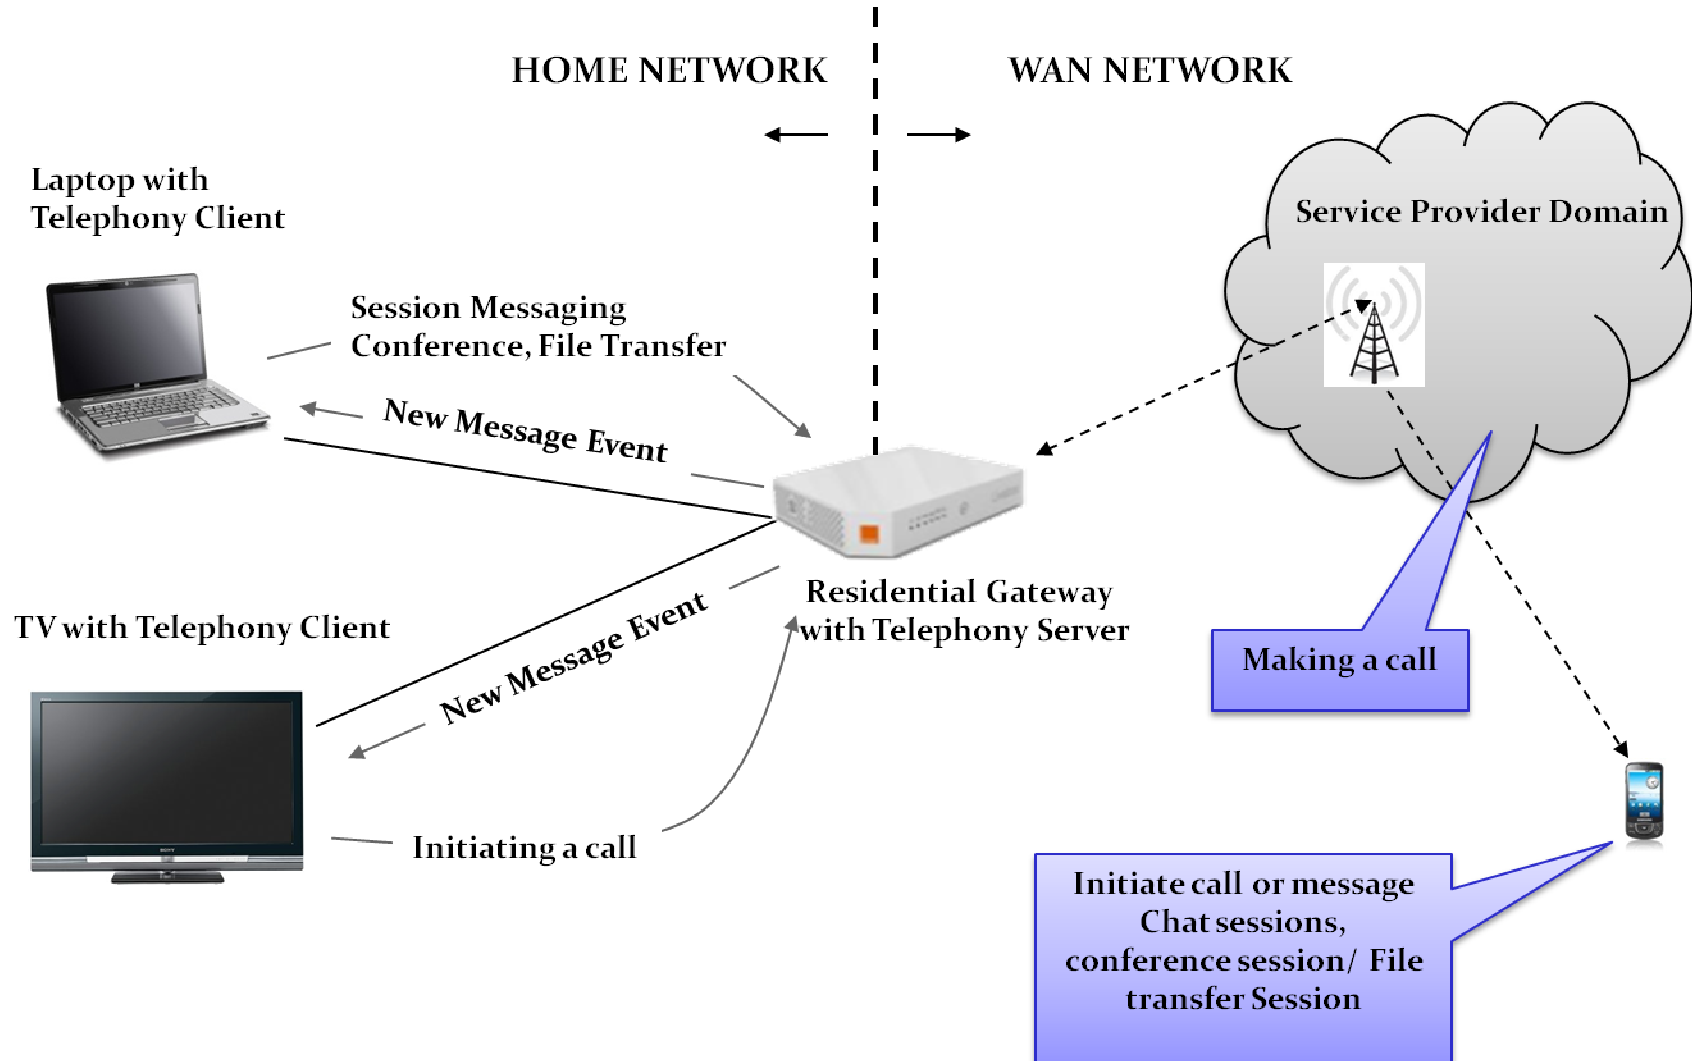 HOME NETWORK
WAN NETWORK
Laptop with
Telephony Client
Service Provider Domain
Session Messaging
Conference, File Transfer
New Message Event
Residential Gateway
with Telephony Server
TV with Telephony Client
New Message Event
Making a call
Initiating a call
Initiate call or message
Chat sessions,
conference session/ File
transfer Session
SONY